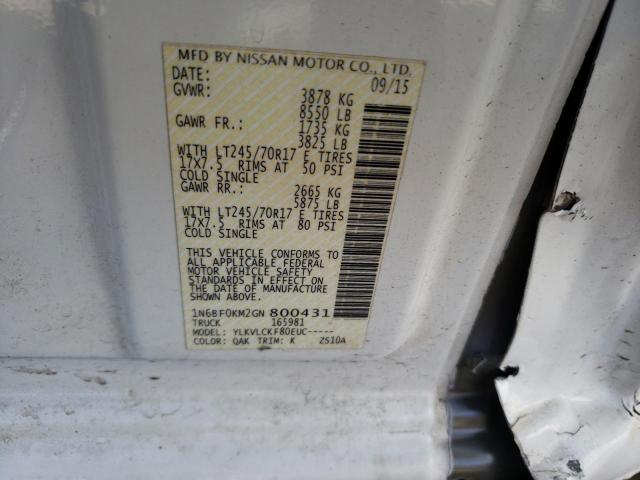 MFD BY NISSAN MOTOR CO., LTD.
DATE: 09/15
GVWR: 3878 KG
8550 LB
GAWR FR.: 1735 KG
3825 LB
WITH LT245/70R17 E TIRES
17X7.5 RIMS AT 50 PSI
COLD SINGLE
GAWR RR: 2665 KG
5875 LB
WITH LT245/70R17 E TIRES
17X7.5 RIMS AT 80 PSI
COLD SINGLE
THIS VEHICLE CONFORMS TO
ALL APPLICABLE FEDERAL
MOTOR VEHICLE SAFETY
STANDARDS IN EFFECT ON THE
DATE OF MANUFACTURE
SHOWN ABOVE.
1N6BF0KM2GN800431
TRUCK 165981
MODEL: YLKVLCKF80EUC-----
COLOR: QAK TRIM: K ZS10A